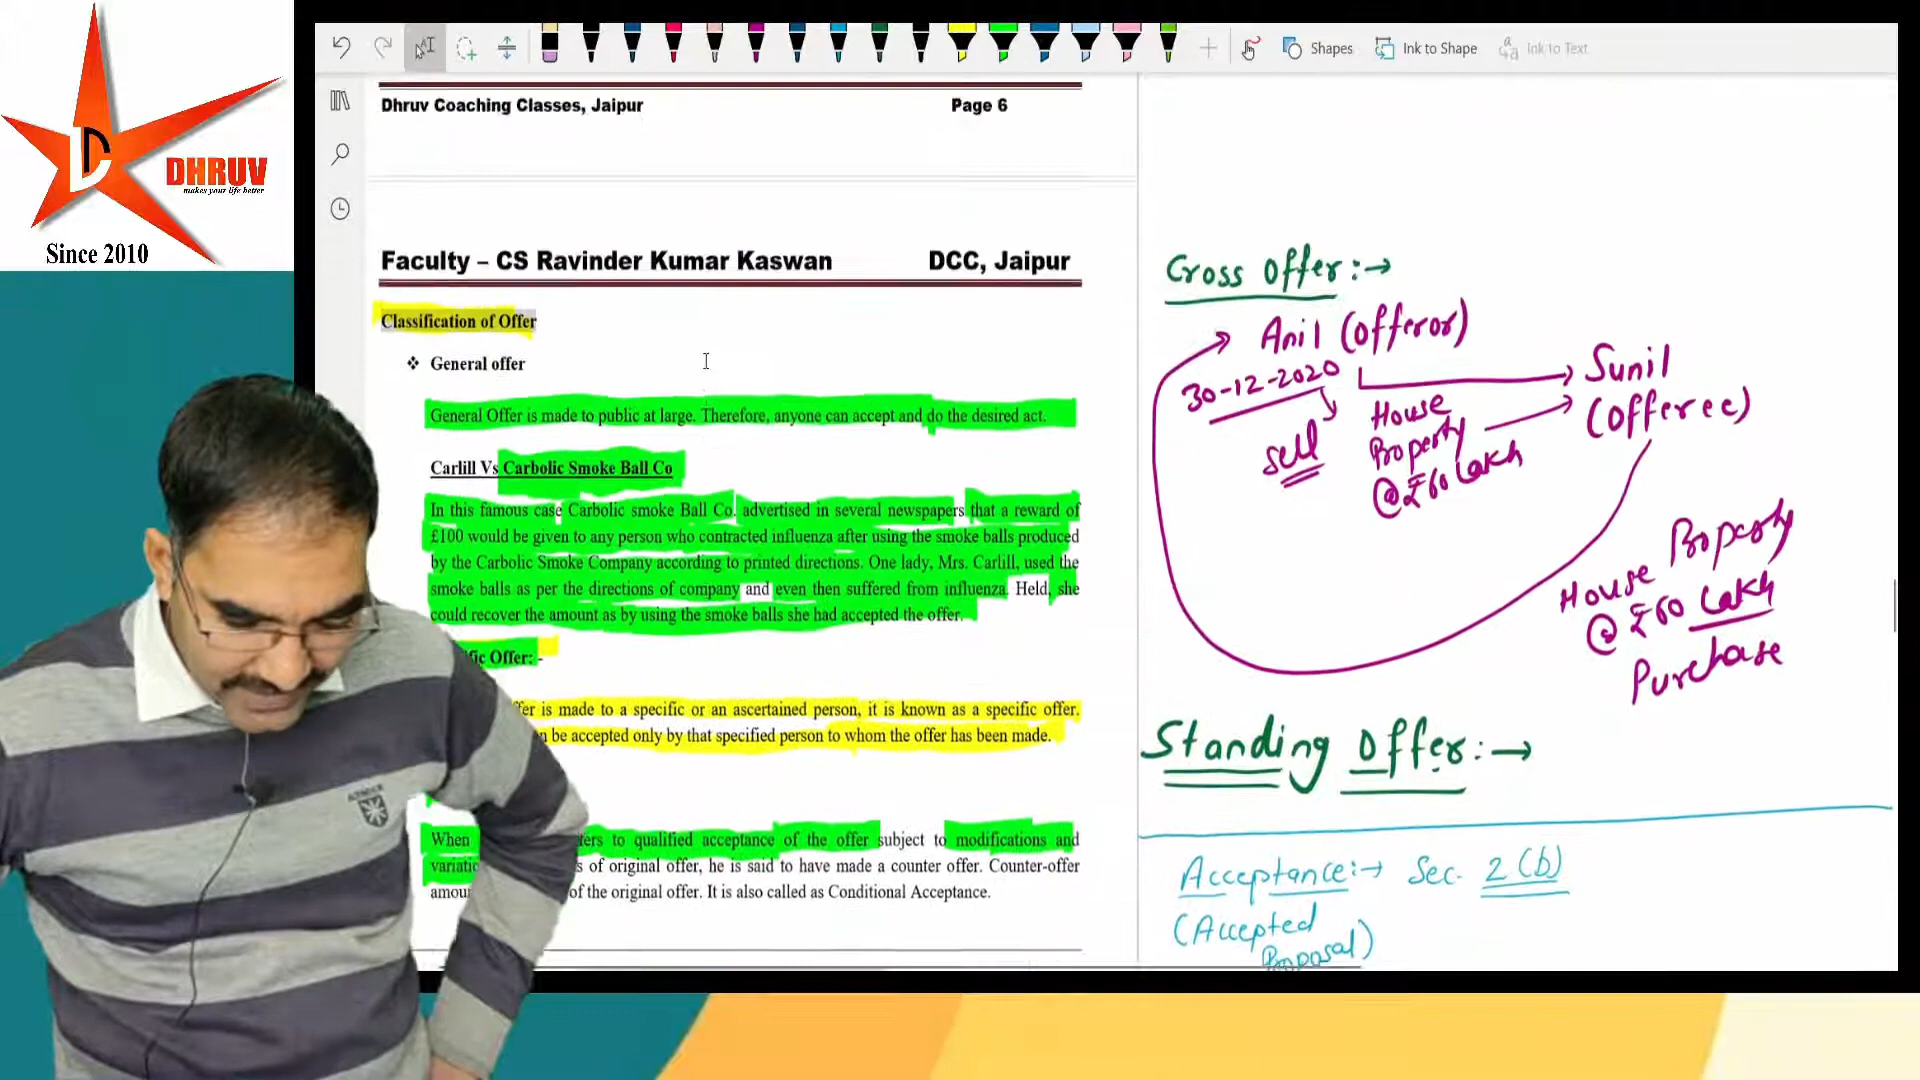 DC
DHRUV
makes your life better
Since 2010
Shapes
Ink to Shape
Ink to Text
Dhruv Coaching Classes, Jaipur Page 6
Faculty – CS Ravinder Kumar Kaswan DCC, Jaipur
Classification of Offer
❖ General offer
General Offer is made to public at large. Therefore, anyone can accept and do the desired act.
Carlill Vs Carbolic Smoke Ball Co
In this famous case Carbolic smoke Ball Co. advertised in several newspapers that a reward of
£100 would be given to any person who contracted influenza after using the smoke balls produced
by the Carbolic Smoke Company according to printed directions. One lady, Mrs. Carlill, used the
smoke balls as per the directions of company and even then suffered from influenza. Held, she
could recover the amount as by using the smoke balls she had accepted the offer.
fic Offer: -
fer is made to a specific or an ascertained person, it is known as a specific offer.
n be accepted only by that specified person to whom the offer has been made.
When ers to qualified acceptance of the offer subject to modifications and
variatio s of original offer, he is said to have made a counter offer. Counter-offer
amou of the original offer. It is also called as Conditional Acceptance.
Cross Offer:→
Anil (offeror)
30-12-2020
Sunil
(offeree)
sell
House
Property
@ ₹60 Lakh
House Property
@ ₹60 Lakh
Purchase
Standing Offer:→
Acceptance:→ Sec. 2(b)
(Accepted
Proposal)